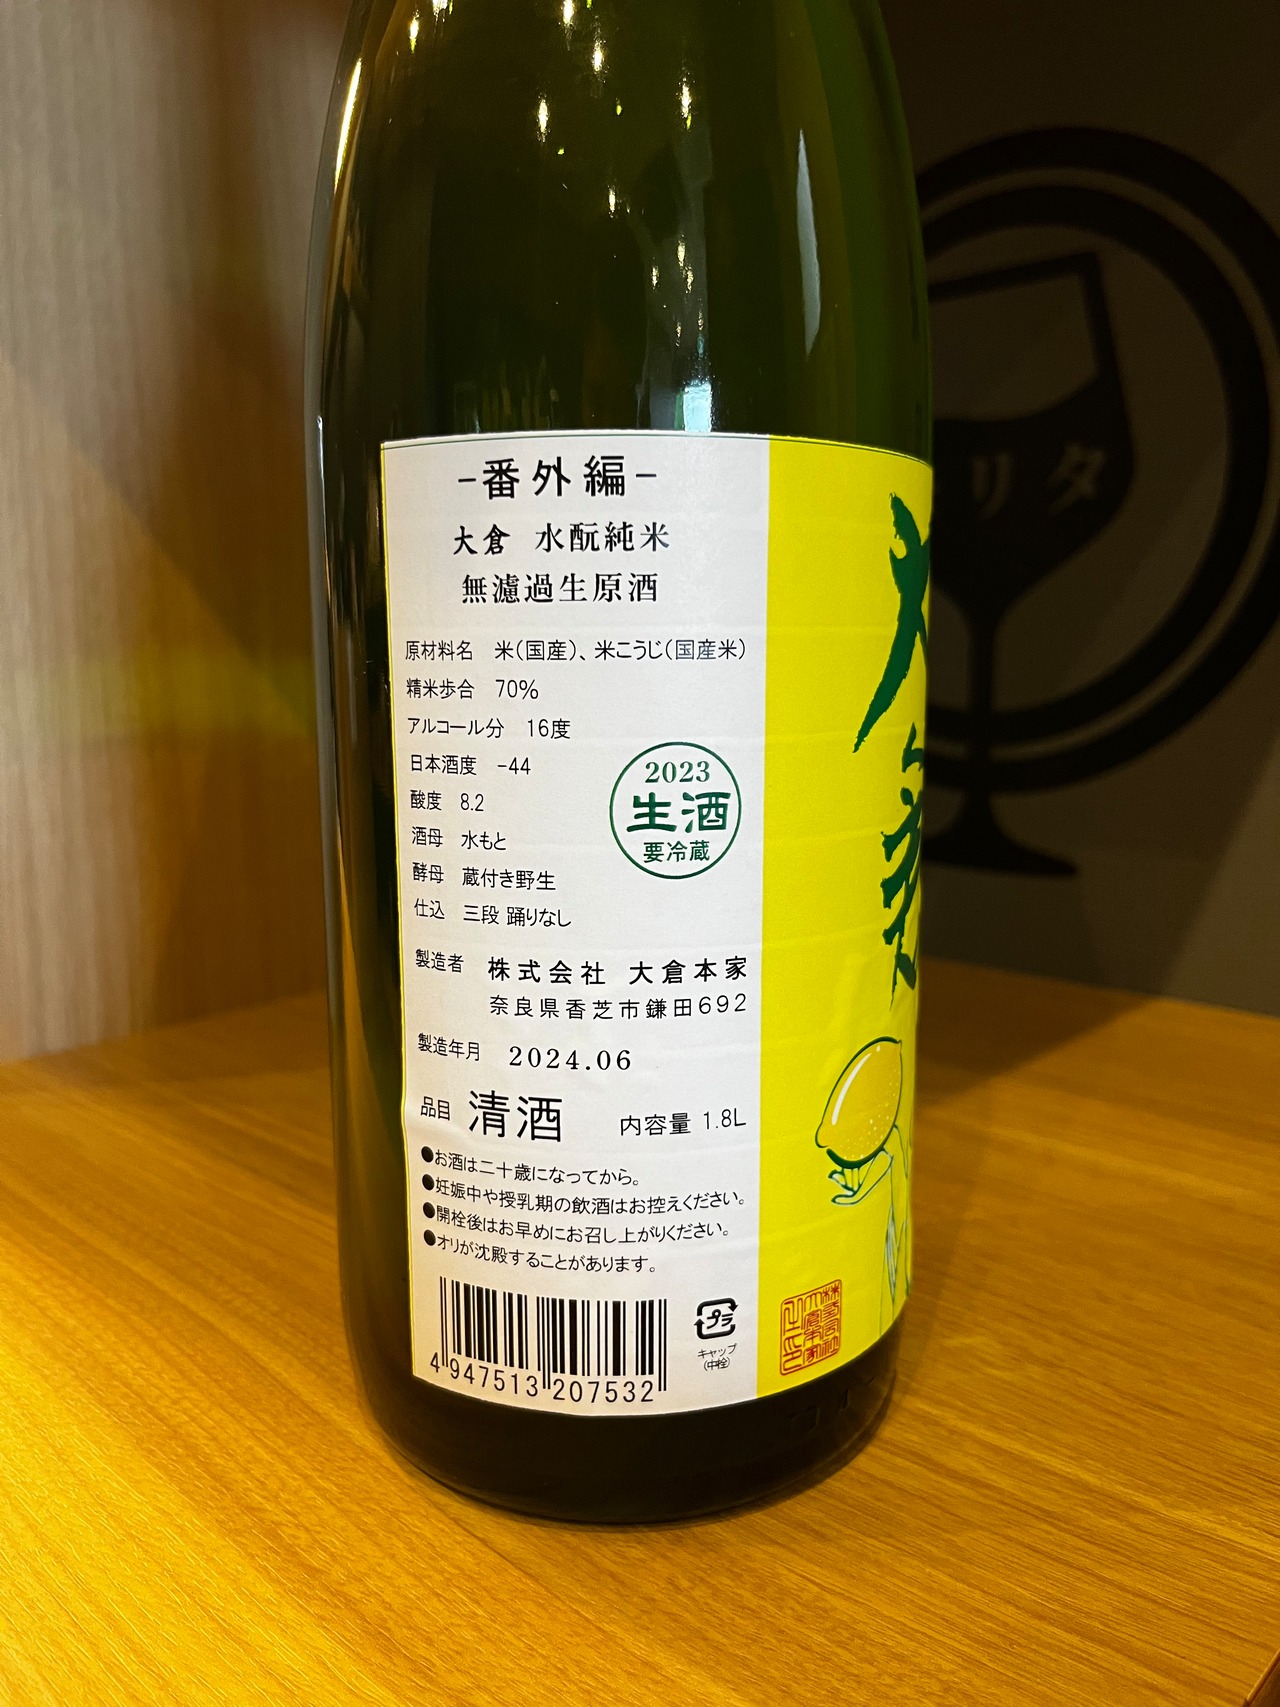 -番外編-
大倉 水酛純米
無濾過生原酒
原材料名 米(国産)、米こうじ(国産米)
精米歩合 70%
アルコール分 16度
日本酒度 -44
酸度 8.2
酒母 水もと
酵母 蔵付き野生
仕込 三段 踊りなし
2023
生酒
要冷蔵
製造者 株式会社 大倉本家
奈良県香芝市鎌田692
製造年月 2024.06
品目 清酒 内容量 1.8L
●お酒は二十歳になってから。
●妊娠中や授乳期の飲酒はお控えください。
●開栓後はお早めにお召し上がりください。
●オリが沈殿することがあります。
4 947513 207532
プラ
キャップ
(中栓)
大倉
リタ